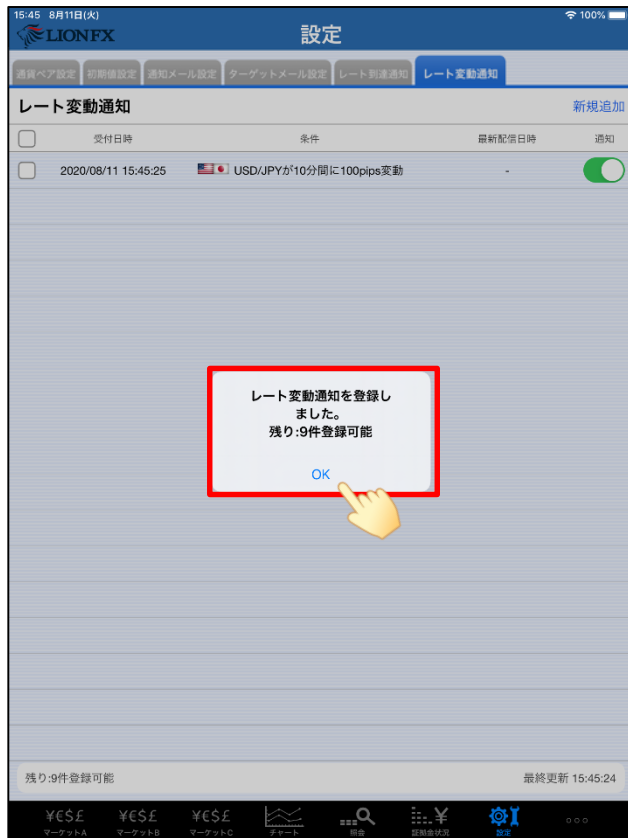 15:45 8月11日(火) 100%
LIONFX 設定
通貨ペア設定 初期値設定 通知メール設定 ターゲットメール設定 レート到達通知 レート変動通知
レート変動通知 新規追加
受付日時 条件 最新配信日時 通知
2020/08/11 15:45:25 USD/JPYが10分間に100pips変動 -
レート変動通知を登録し
ました。
残り:9件登録可能
OK
残り:9件登録可能 最終更新 15:45:24
¥€$£ ¥€$£ ¥€$£ ¥
マーケットA マーケットB マーケットC チャート 照会 証拠金状況 設定